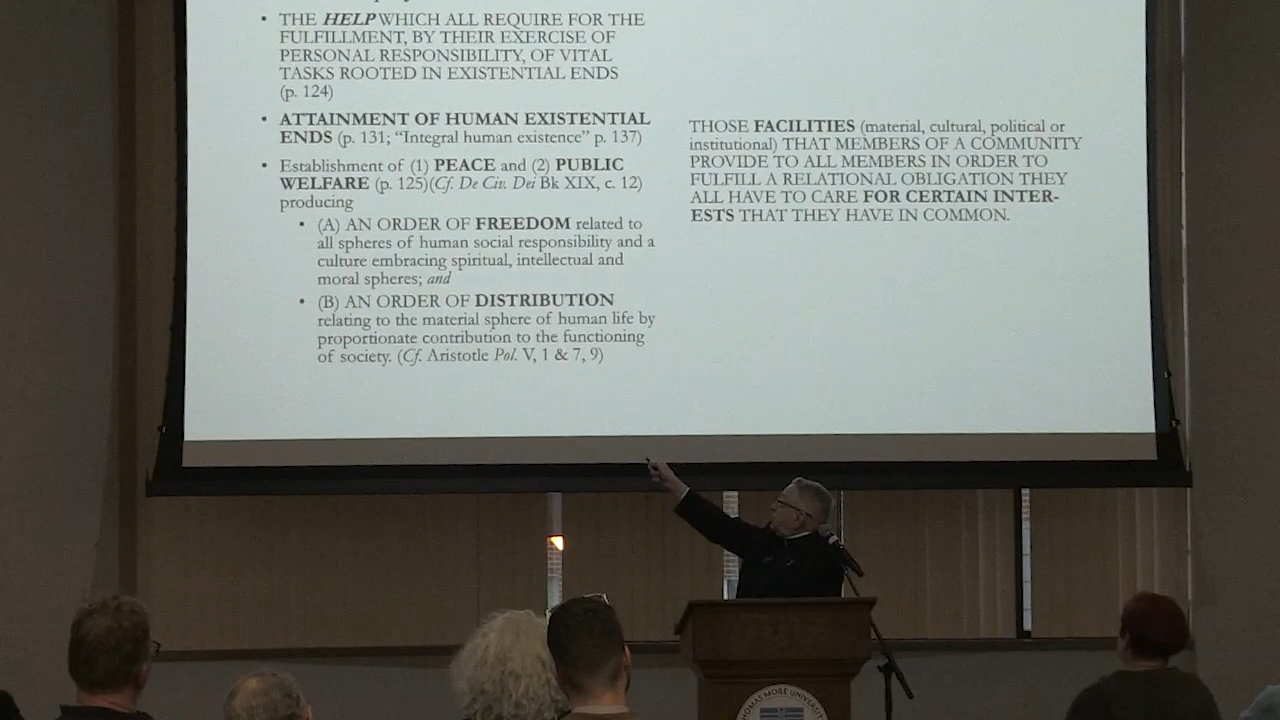 • THE HELP WHICH ALL REQUIRE FOR THE
FULFILLMENT, BY THEIR EXERCISE OF
PERSONAL RESPONSIBILITY, OF VITAL
TASKS ROOTED IN EXISTENTIAL ENDS
(p. 124)
• ATTAINMENT OF HUMAN EXISTENTIAL
ENDS (p. 131; “Integral human existence” p. 137)
• Establishment of (1) PEACE and (2) PUBLIC
WELFARE (p. 125)(Cf. De Civ. Dei Bk XIX, c. 12)
producing
• (A) AN ORDER OF FREEDOM related to
all spheres of human social responsibility and a
culture embracing spiritual, intellectual and
moral spheres; and
• (B) AN ORDER OF DISTRIBUTION
relating to the material sphere of human life by
proportionate contribution to the functioning
of society. (Cf. Aristotle Pol. V, 1 & 7, 9)
THOSE FACILITIES (material, cultural, political or
institutional) THAT MEMBERS OF A COMMUNITY
PROVIDE TO ALL MEMBERS IN ORDER TO
FULFILL A RELATIONAL OBLIGATION THEY
ALL HAVE TO CARE FOR CERTAIN INTER-
ESTS THAT THEY HAVE IN COMMON.
THOMAS MORE UNIVERSITY